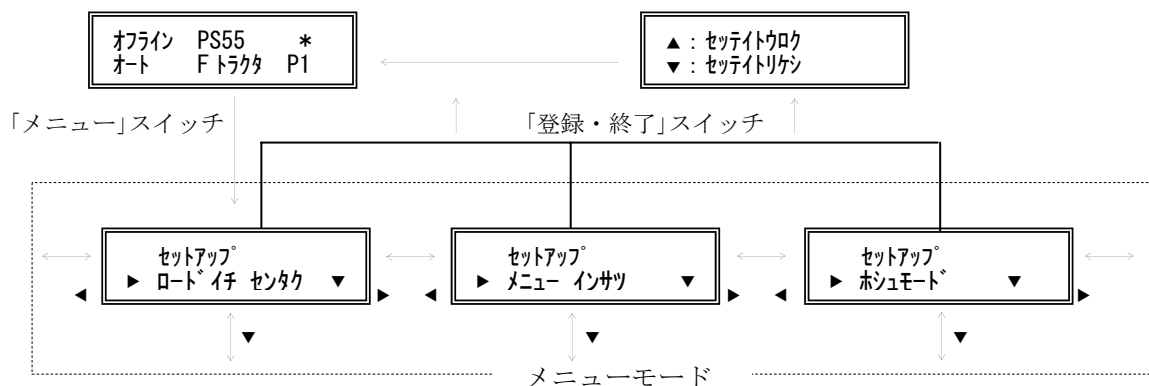 オフライン PS55 *
オート F トラクタ P1
▲ : セッテイトウロク
▼ : セッテイトリケシ
「メニュー」スイッチ
「登録・終了」スイッチ
セットアップ
▶ ロード イチ センタク ▼
◀ ▶
▼
セットアップ
▶ メニュー インサツ ▼
◀ ▶
▼
セットアップ
▶ ホシュモード ▼
◀ ▶
▼
メニューモード